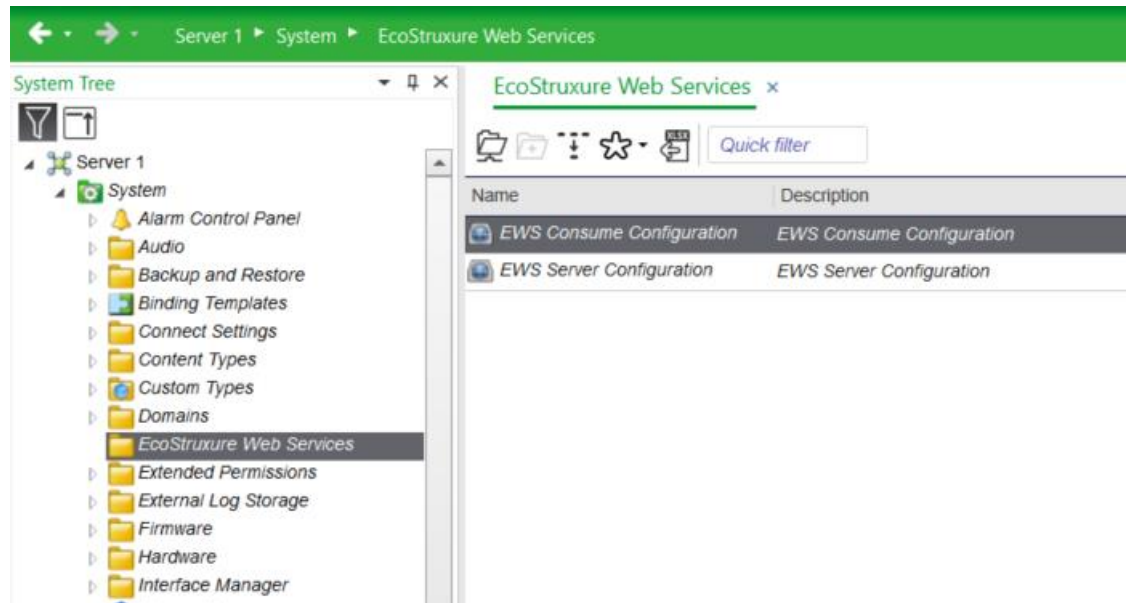 Server 1 System EcoStruxure Web Services
System Tree
EcoStruxure Web Services
XLSX
Quick filter
Server 1
System
Alarm Control Panel
Audio
Backup and Restore
Binding Templates
Connect Settings
Content Types
Custom Types
Domains
EcoStruxure Web Services
Extended Permissions
External Log Storage
Firmware
Hardware
Interface Manager
Name Description
EWS Consume Configuration EWS Consume Configuration
EWS Server Configuration EWS Server Configuration